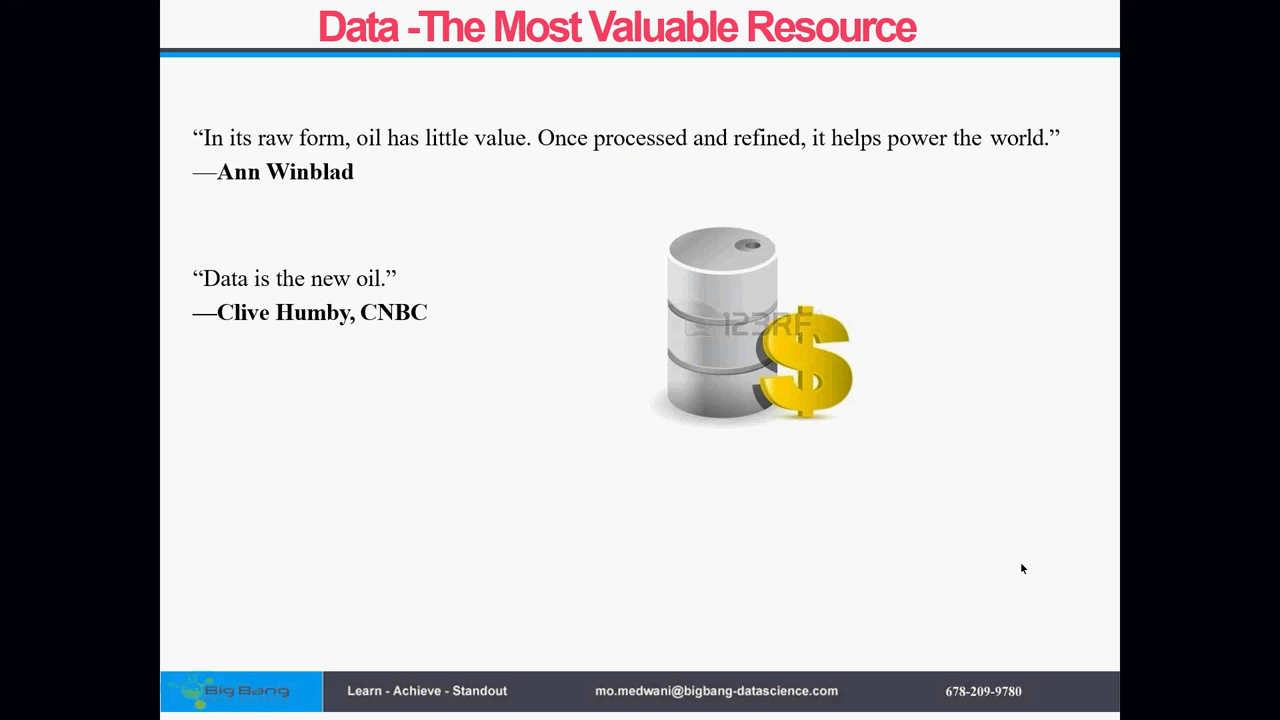 Data -The Most Valuable Resource
“In its raw form, oil has little value. Once processed and refined, it helps power the world.”
—Ann Winblad
“Data is the new oil.”
—Clive Humby, CNBC
123RF
Big Bang
Learn - Achieve - Standout
mo.medwani@bigbang-datascience.com
678-209-9780